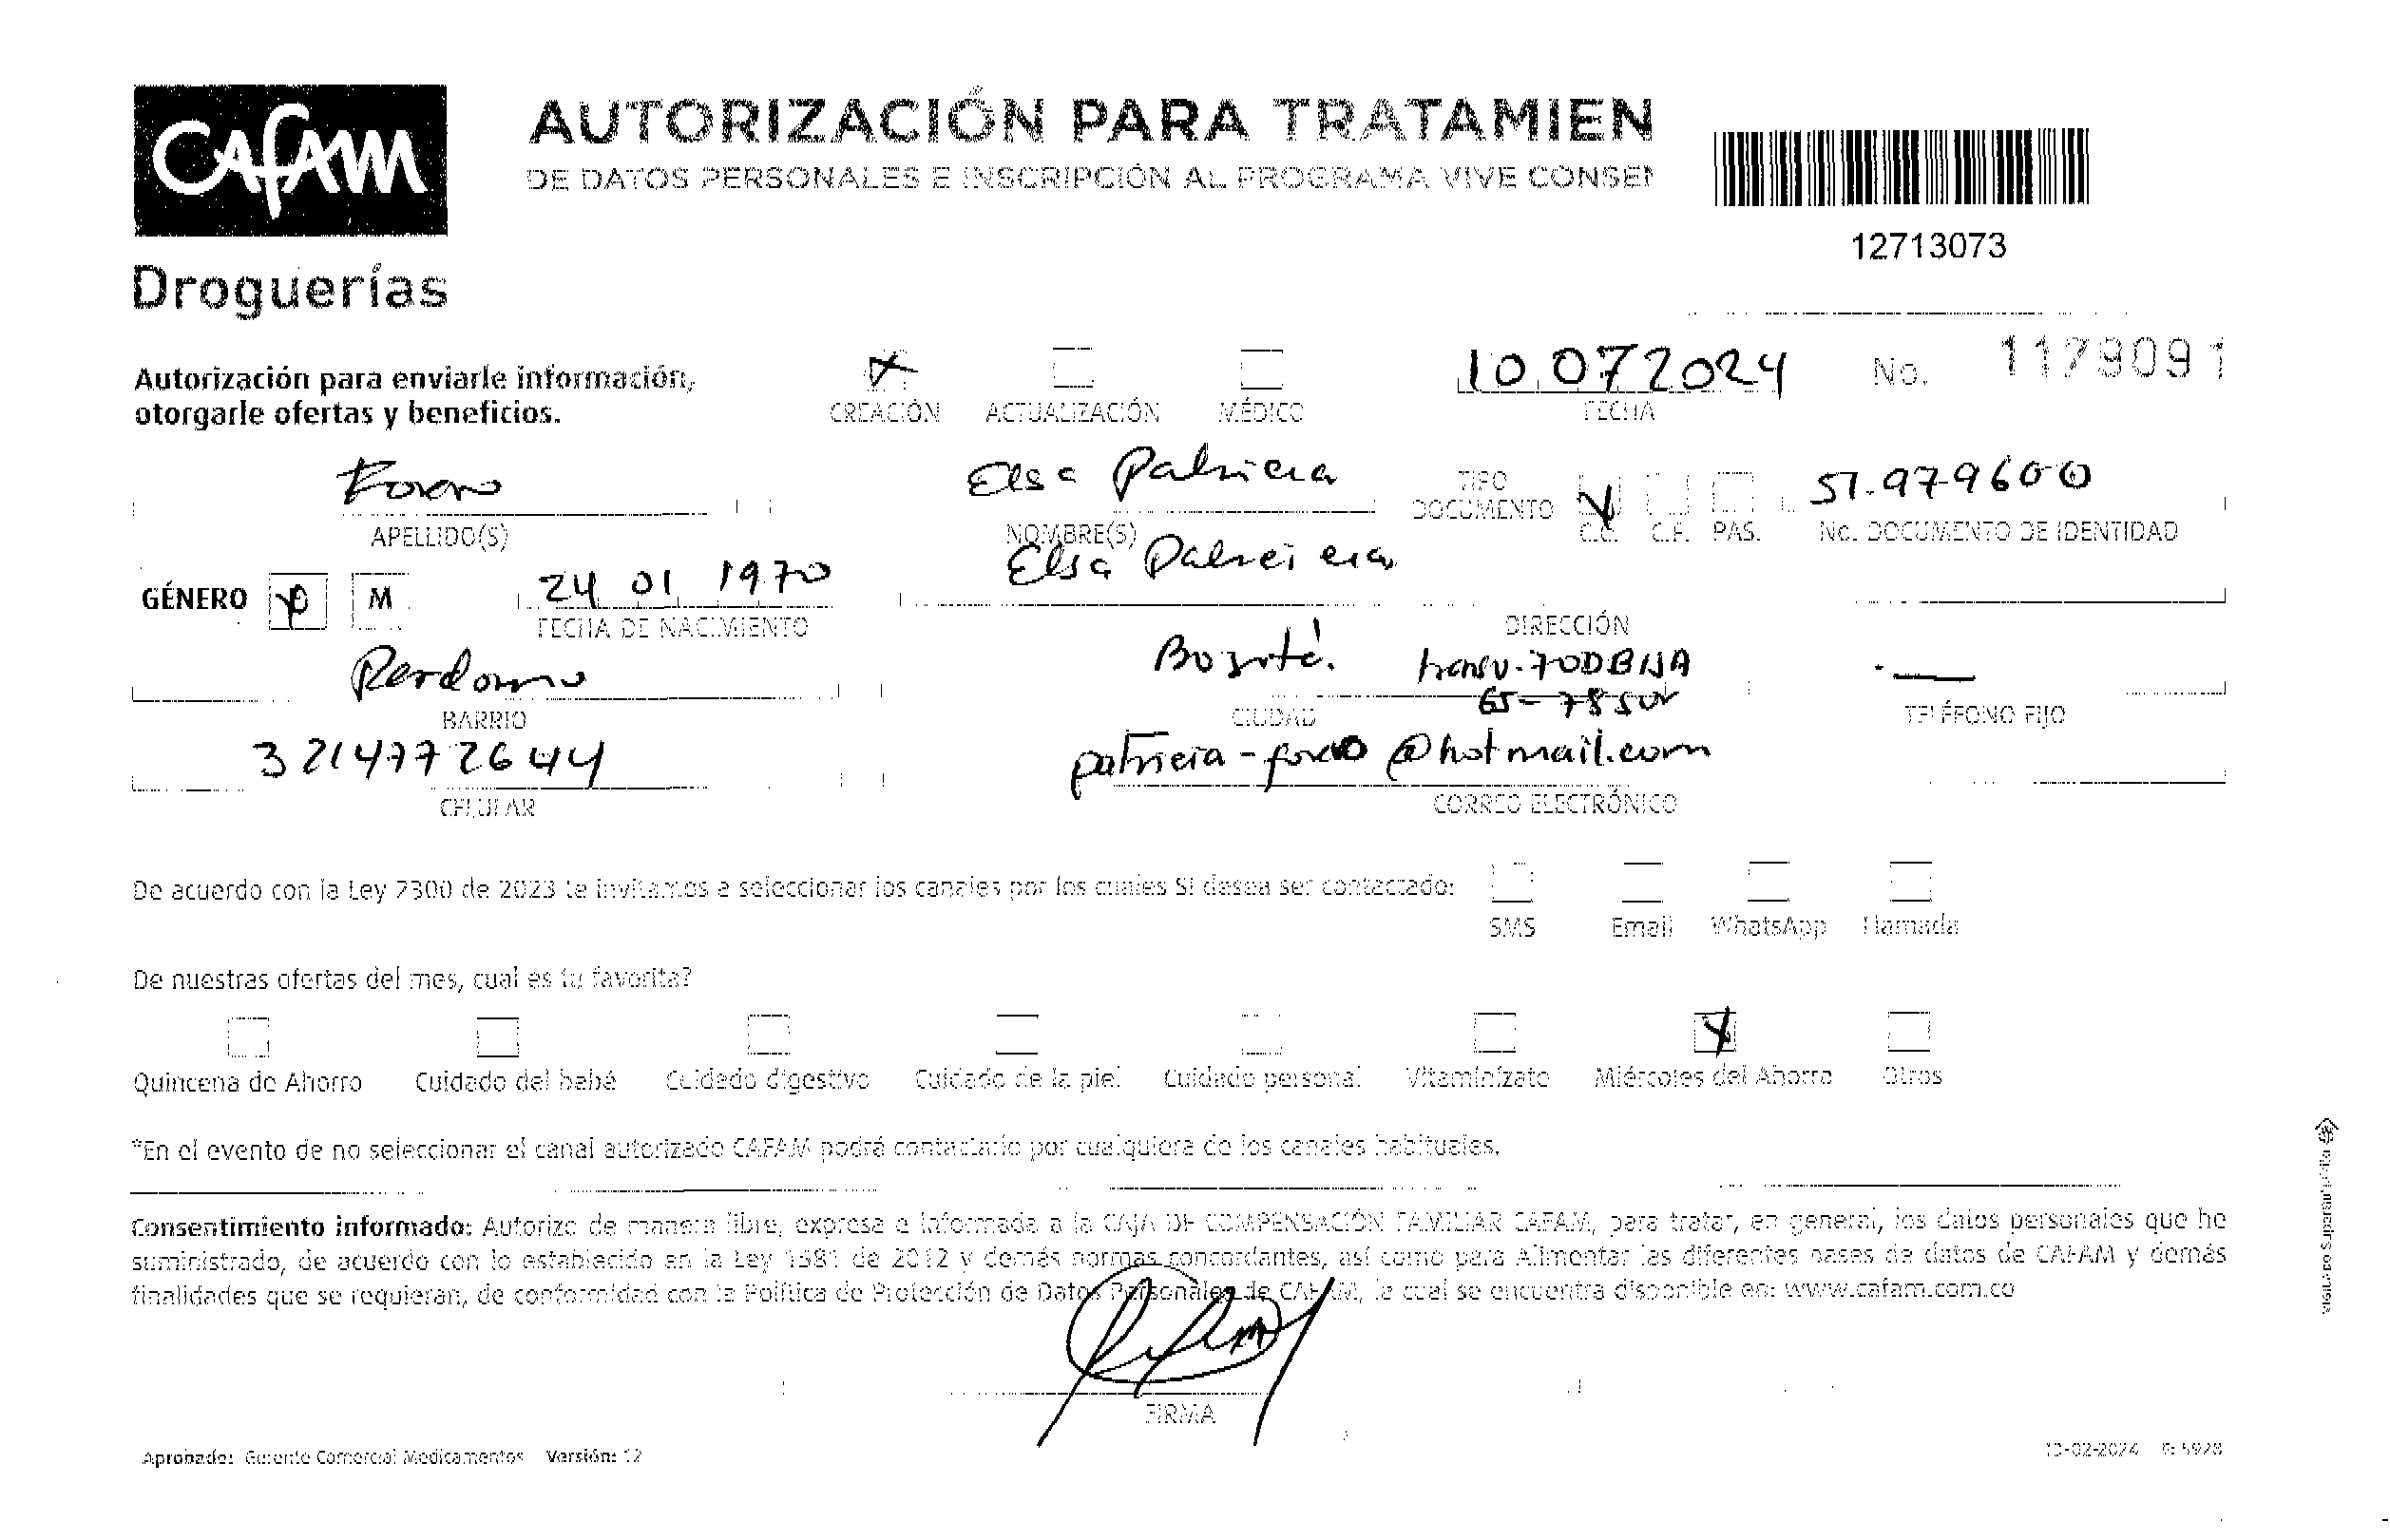 CAFAM
Droguerías
AUTORIZACIÓN PARA TRATAMIEN
DE DATOS PERSONALES E INSCRIPCIÓN AL PROGRAMA VIVE CONSE
12713073
Autorización para enviarle información,
otorgarle ofertas y beneficios.
CREACIÓN ACTUALIZACIÓN MÉDICO
10 07 2024
FECHA
No. 1179091
Forero
APELLIDO(S)
Elsa Patricia
NOMBRE(S)
TIPO
DOCUMENTO
C.C. C.E. PAS.
51.979600
No. DOCUMENTO DE IDENTIDAD
GÉNERO M
24 01 1970
FECHA DE NACIMIENTO
Elsa
DIRECCIÓN
Perdomo
BARRIO
Bogotá.
CIUDAD
65-78 sur
TELÉFONO FIJO
3214772644
CELULAR
patricia-forero@hotmail.com
CORREO ELECTRÓNICO
De acuerdo con la Ley 2300 de 2023 te invitamos a seleccionar los canales por los cuales SI desea ser contactado:
SMS Email WhatsApp Llamada
De nuestras ofertas del mes, cual es tu favorita?
Quincena de Ahorro Cuidado del bebé Cuidado digestivo Cuidado de la piel Cuidado personal Vitaminízate Miércoles del Ahorro Otros
*En el evento de no seleccionar el canal autorizado CAFAM podrá contactarlo por cualquiera de los canales habituales.
Consentimiento informado: Autorizo de manera libre, expresa e informada a la CAJA DE COMPENSACIÓN FAMILIAR CAFAM, para tratar, en general, los datos personales que he
suministrado, de acuerdo con lo establecido en la Ley 1581 de 2012 y demás normas concordantes, así como para Alimentar las diferentes bases de datos de CAFAM y demás
finalidades que se requieran, de conformidad con la Política de Protección de Datos Personales de CAFAM, la cual se encuentra disponible en: www.cafam.com.co
FIRMA
Aprobado: Gerente Comercial Medicamentos Versión: 12
VIGILADO Supersubsidio